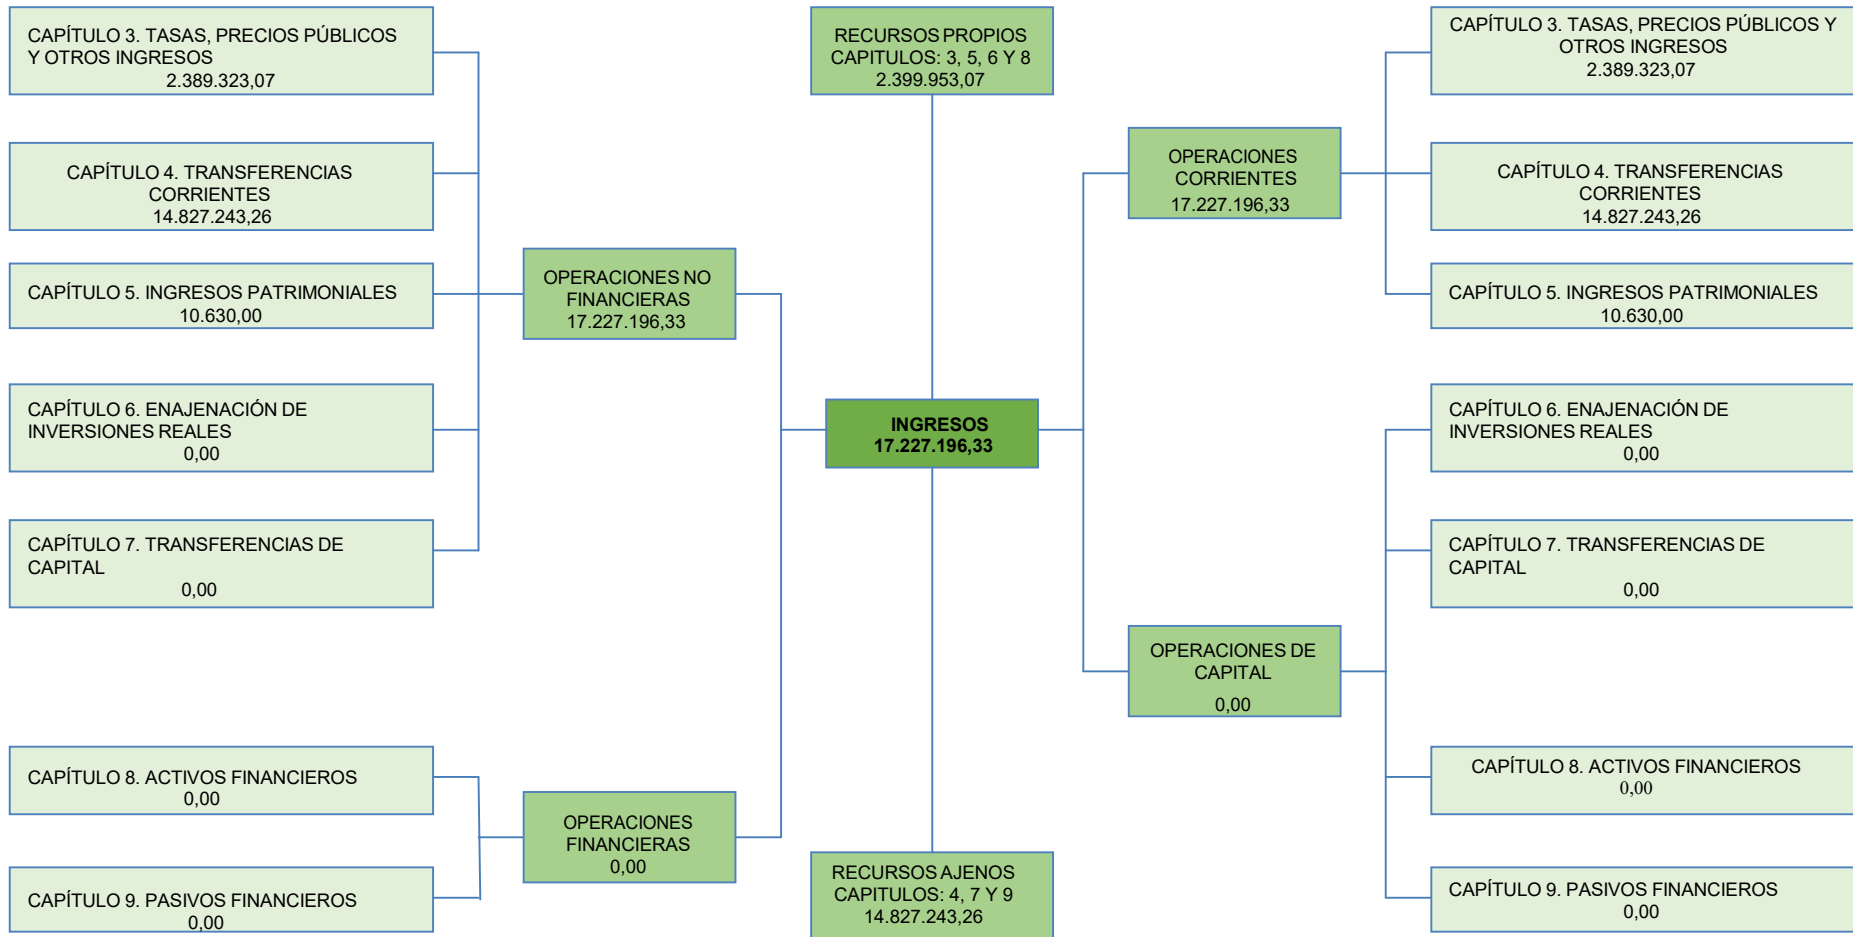 CAPÍTULO 3. TASAS, PRECIOS PÚBLICOS
Y OTROS INGRESOS
2.389.323,07
CAPÍTULO 4. TRANSFERENCIAS
CORRIENTES
14.827.243,26
CAPÍTULO 5. INGRESOS PATRIMONIALES
10.630,00
CAPÍTULO 6. ENAJENACIÓN DE
INVERSIONES REALES
0,00
CAPÍTULO 7. TRANSFERENCIAS DE
CAPITAL
0,00
CAPÍTULO 8. ACTIVOS FINANCIEROS
0,00
CAPÍTULO 9. PASIVOS FINANCIEROS
0,00
OPERACIONES NO
FINANCIERAS
17.227.196,33
OPERACIONES
FINANCIERAS
0,00
RECURSOS PROPIOS
CAPITULOS: 3, 5, 6 Y 8
2.399.953,07
INGRESOS
17.227.196,33
RECURSOS AJENOS
CAPITULOS: 4, 7 Y 9
14.827.243,26
OPERACIONES
CORRIENTES
17.227.196,33
OPERACIONES DE
CAPITAL
0,00
CAPÍTULO 3. TASAS, PRECIOS PÚBLICOS Y
OTROS INGRESOS
2.389.323,07
CAPÍTULO 4. TRANSFERENCIAS
CORRIENTES
14.827.243,26
CAPÍTULO 5. INGRESOS PATRIMONIALES
10.630,00
CAPÍTULO 6. ENAJENACIÓN DE
INVERSIONES REALES
0,00
CAPÍTULO 7. TRANSFERENCIAS DE
CAPITAL
0,00
CAPÍTULO 8. ACTIVOS FINANCIEROS
0,00
CAPÍTULO 9. PASIVOS FINANCIEROS
0,00